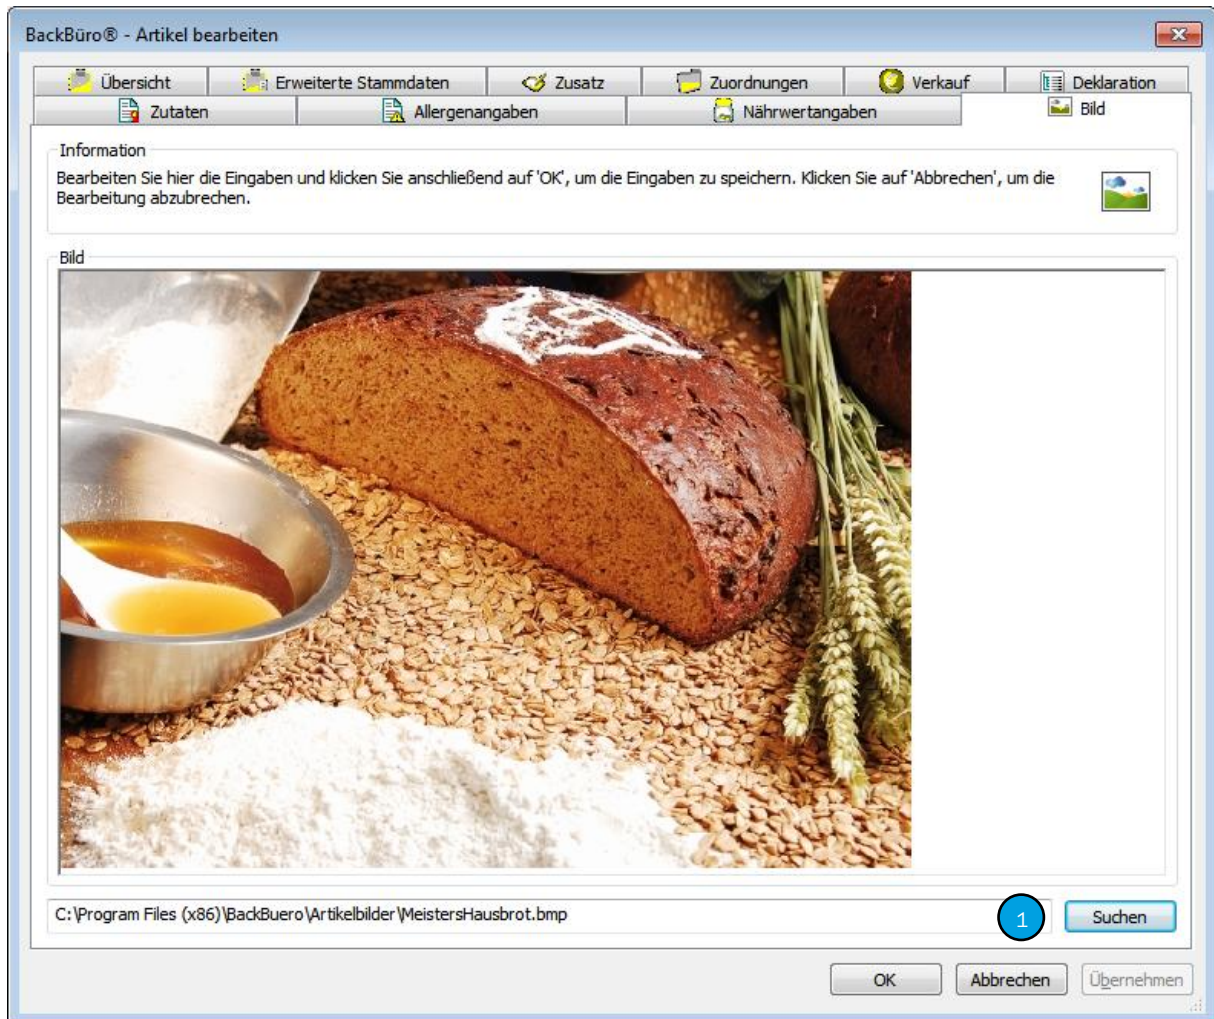 BackBüro® - Artikel bearbeiten
Übersicht Erweiterte Stammdaten Zusatz Zuordnungen Verkauf Deklaration
Zutaten Allergenangaben Nährwertangaben Bild
Information
Bearbeiten Sie hier die Eingaben und klicken Sie anschließend auf 'OK', um die Eingaben zu speichern. Klicken Sie auf 'Abbrechen', um die
Bearbeitung abzubrechen.
Bild
C:\Program Files (x86)\BackBuero\Artikelbilder\MeistersHausbrot.bmp 1 Suchen
OK Abbrechen Übernehmen